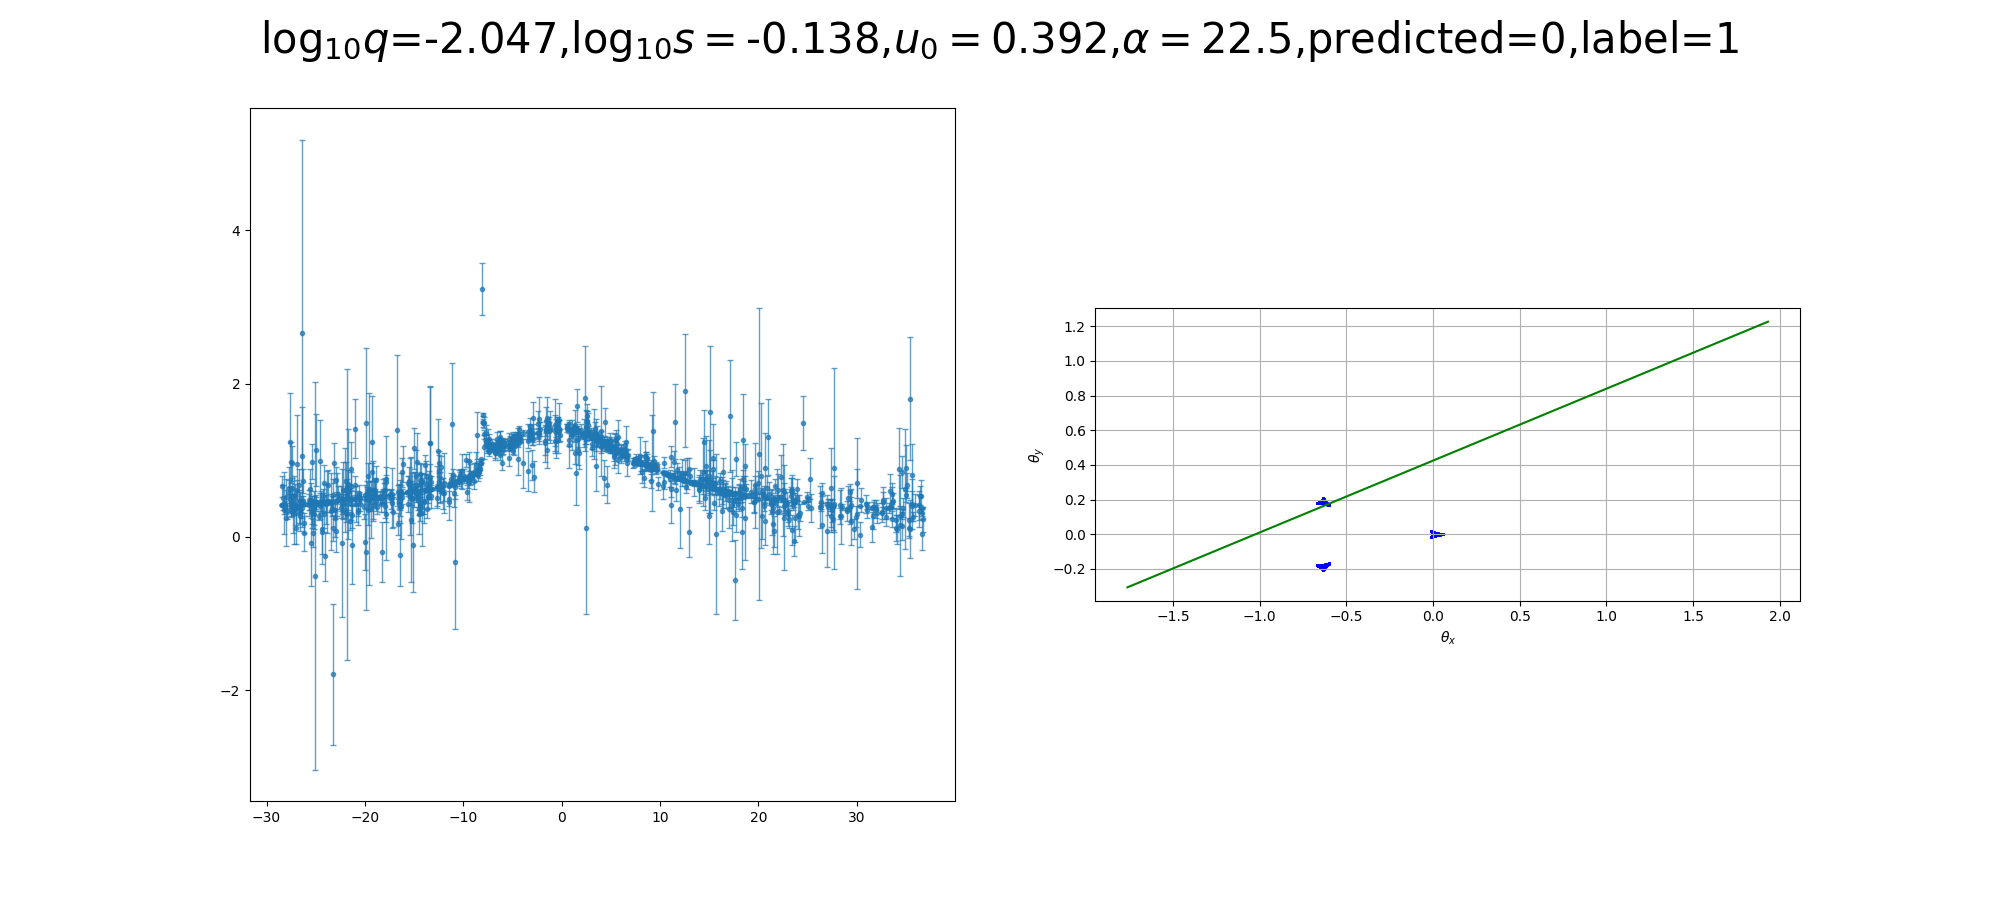 log₁₀q=-2.047,log₁₀s = -0.138,u₀ = 0.392,α = 22.5,predicted=0,label=1
4
2
0
−2
−30 −20 −10 0 10 20 30
1.2
1.0
0.8
0.6
0.4
0.2
0.0
−0.2
θy
−1.5 −1.0 −0.5 0.0 0.5 1.0 1.5 2.0
θx